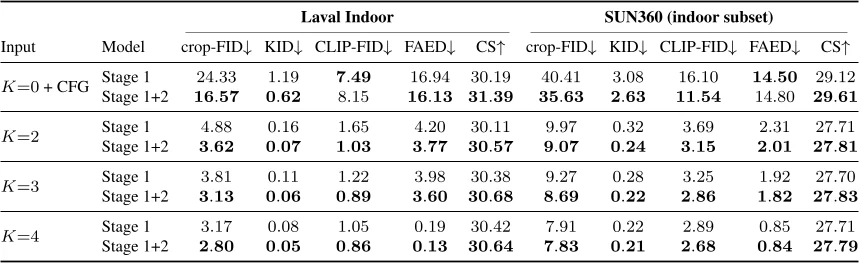 Laval Indoor SUN360 (indoor subset)
Input Model crop-FID↓ KID↓ CLIP-FID↓ FAED↓ CS↑ crop-FID↓ KID↓ CLIP-FID↓ FAED↓ CS↑
K=0 + CFG Stage 1 24.33 1.19 7.49 16.94 30.19 40.41 3.08 16.10 14.50 29.12
Stage 1+2 16.57 0.62 8.15 16.13 31.39 35.63 2.63 11.54 14.80 29.61
K=2 Stage 1 4.88 0.16 1.65 4.20 30.11 9.97 0.32 3.69 2.31 27.71
Stage 1+2 3.62 0.07 1.03 3.77 30.57 9.07 0.24 3.15 2.01 27.81
K=3 Stage 1 3.81 0.11 1.22 3.98 30.38 9.27 0.28 3.25 1.92 27.70
Stage 1+2 3.13 0.06 0.89 3.60 30.68 8.69 0.22 2.86 1.82 27.83
K=4 Stage 1 3.17 0.08 1.05 0.19 30.42 7.91 0.22 2.89 0.85 27.71
Stage 1+2 2.80 0.05 0.86 0.13 30.64 7.83 0.21 2.68 0.84 27.79